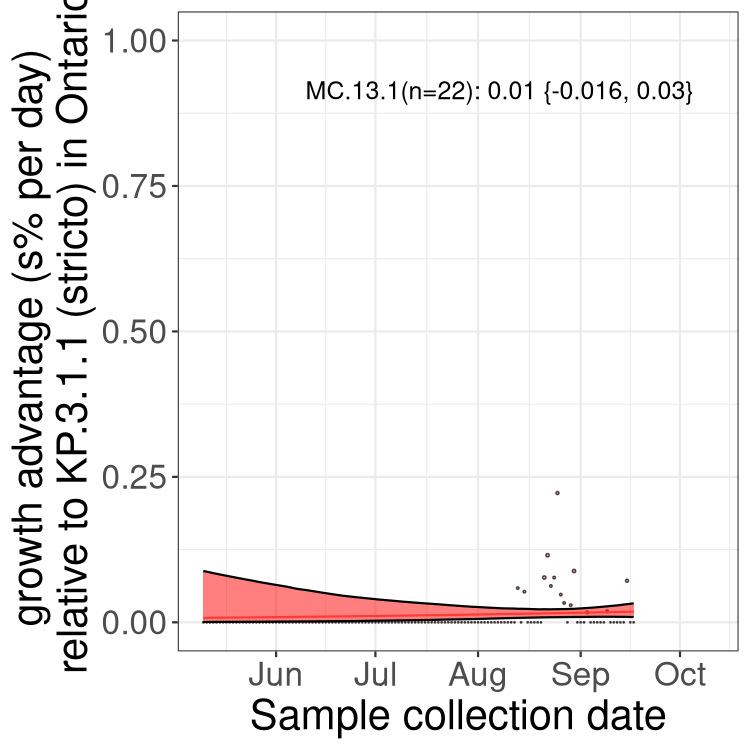 growth advantage (s% per day)
relative to KP.3.1.1 (stricto) in Ontario
1.00
0.75
0.50
0.25
0.00
MC.13.1(n=22): 0.01 {-0.016, 0.03}
Jun Jul Aug Sep Oct
Sample collection date